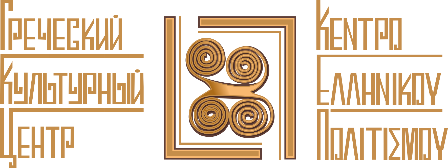 Греческий
Культурный
Центр
Κεντρο
Ελληνικου
Πολιτισμου